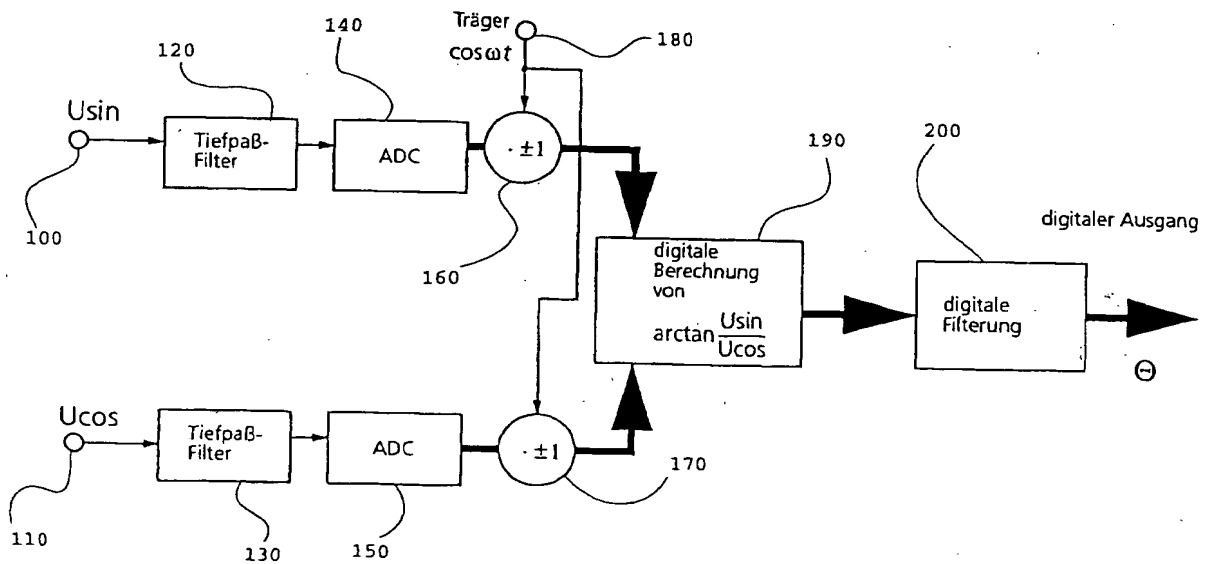 140
Träger
180
cosωt
120
Usin
Tiefpaß-
Filter
ADC
· ±1
190
200
100
160
digitaler Ausgang
digitale
Berechnung
von
arctan Usin
Ucos
digitale
Filterung
Θ
Ucos
Tiefpaß-
Filter
ADC
· ±1
170
110
130
150